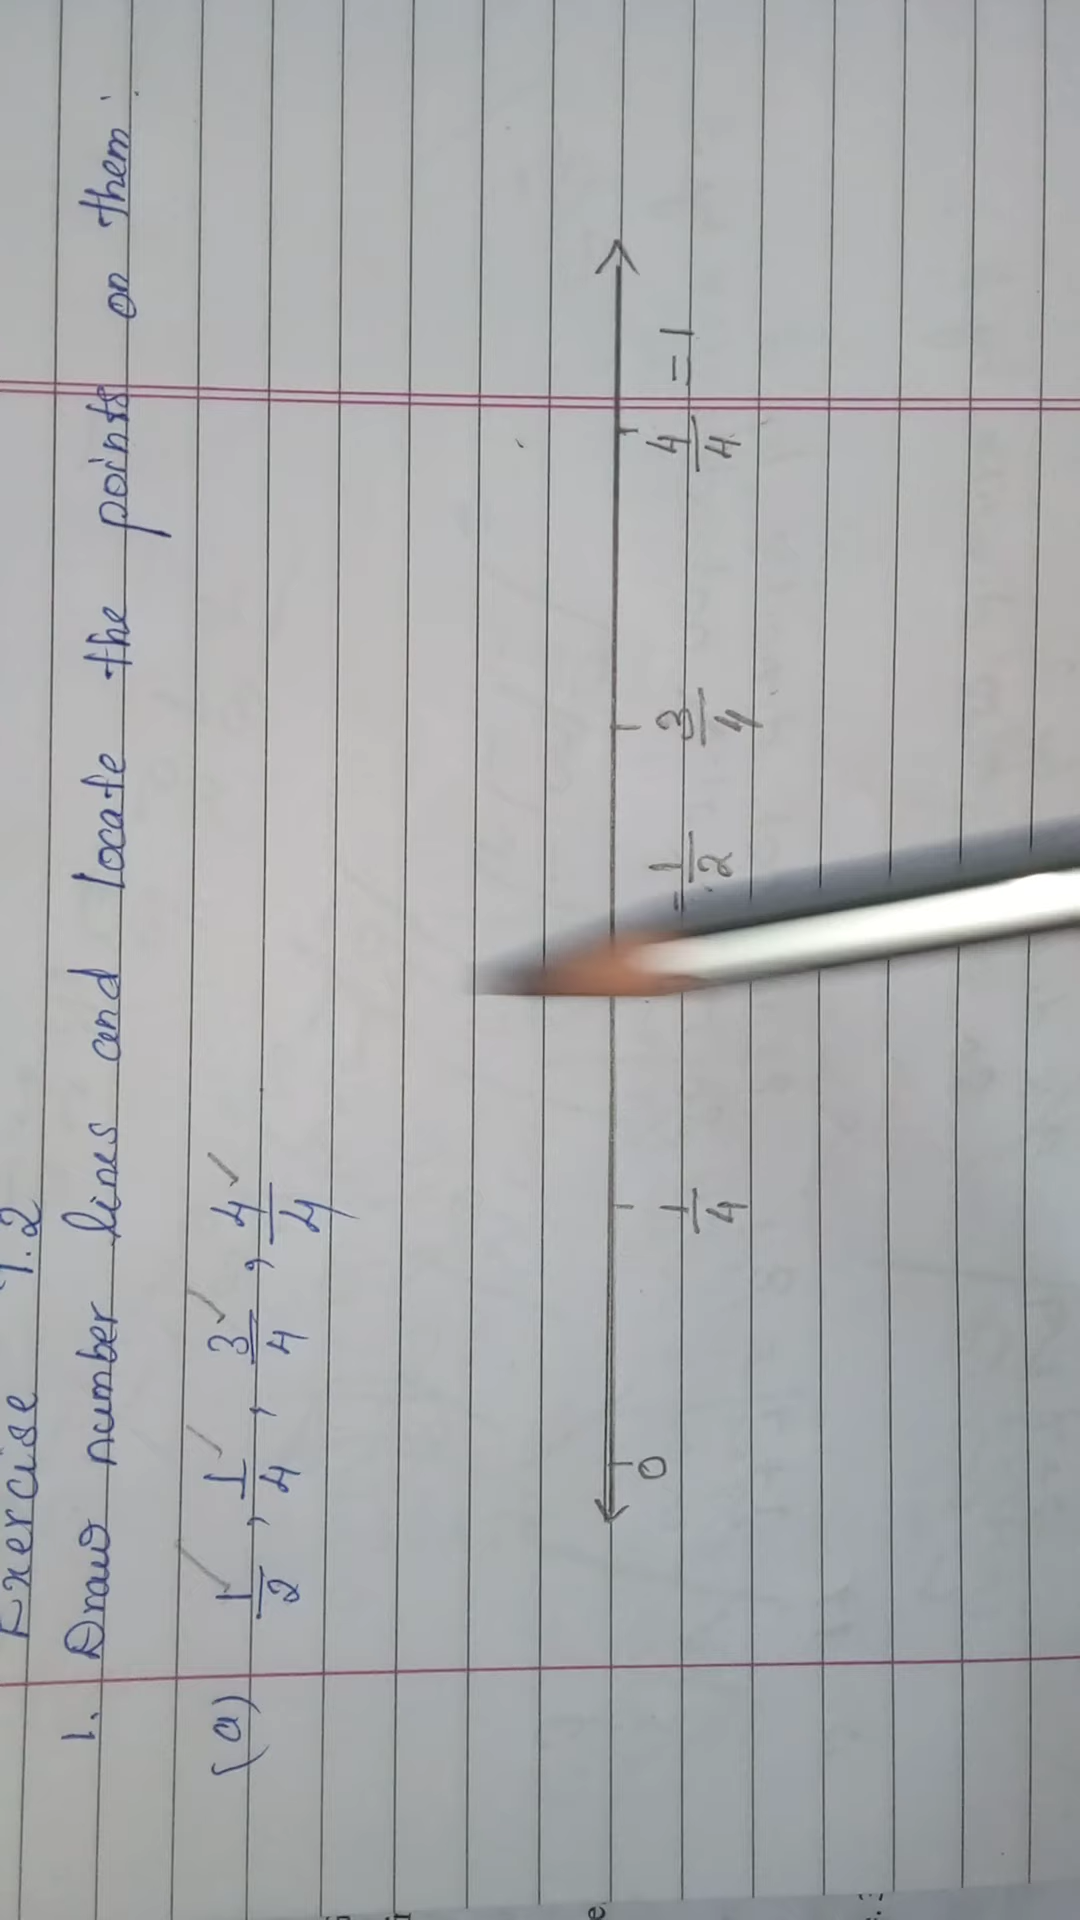 Exercise 7.2
1. Draw number lines and locate the points on them.
(a) 1/2, 1/4, 3/4, 4/4
0 1/4 = 1/2 3/4 4/4 = 1